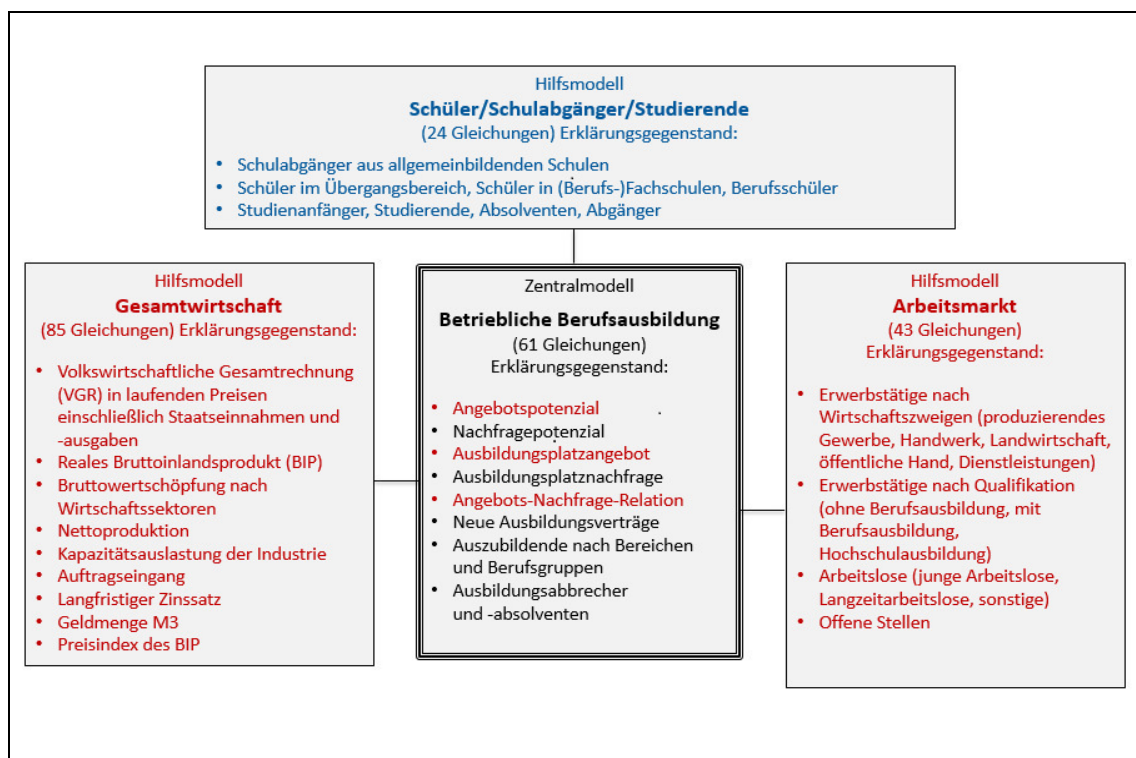 Hilfsmodell
Schüler/Schulabgänger/Studierende
(24 Gleichungen) Erklärungsgegenstand:
• Schulabgänger aus allgemeinbildenden Schulen
• Schüler im Übergangsbereich, Schüler in (Berufs-)Fachschulen, Berufsschüler
• Studienanfänger, Studierende, Absolventen, Abgänger
Hilfsmodell
Gesamtwirtschaft
(85 Gleichungen) Erklärungsgegenstand:
• Volkswirtschaftliche Gesamtrechnung
(VGR) in laufenden Preisen
einschließlich Staatseinnahmen und
-ausgaben
• Reales Bruttoinlandsprodukt (BIP)
• Bruttowertschöpfung nach
Wirtschaftssektoren
• Nettoproduktion
• Kapazitätsauslastung der Industrie
• Auftragseingang
• Langfristiger Zinssatz
• Geldmenge M3
• Preisindex des BIP
Zentralmodell
Betriebliche Berufsausbildung
(61 Gleichungen)
Erklärungsgegenstand:
• Angebotspotenzial
• Nachfragepotenzial
• Ausbildungsplatzangebot
• Ausbildungsplatznachfrage
• Angebots-Nachfrage-Relation
• Neue Ausbildungsverträge
• Auszubildende nach Bereichen
und Berufsgruppen
• Ausbildungsabbrecher
und -absolventen
Hilfsmodell
Arbeitsmarkt
(43 Gleichungen)
Erklärungsgegenstand:
• Erwerbstätige nach
Wirtschaftszweigen (produzierendes
Gewerbe, Handwerk, Landwirtschaft,
öffentliche Hand, Dienstleistungen)
• Erwerbstätige nach Qualifikation
(ohne Berufsausbildung, mit
Berufsausbildung,
Hochschulausbildung)
• Arbeitslose (junge Arbeitslose,
Langzeitarbeitslose, sonstige)
• Offene Stellen